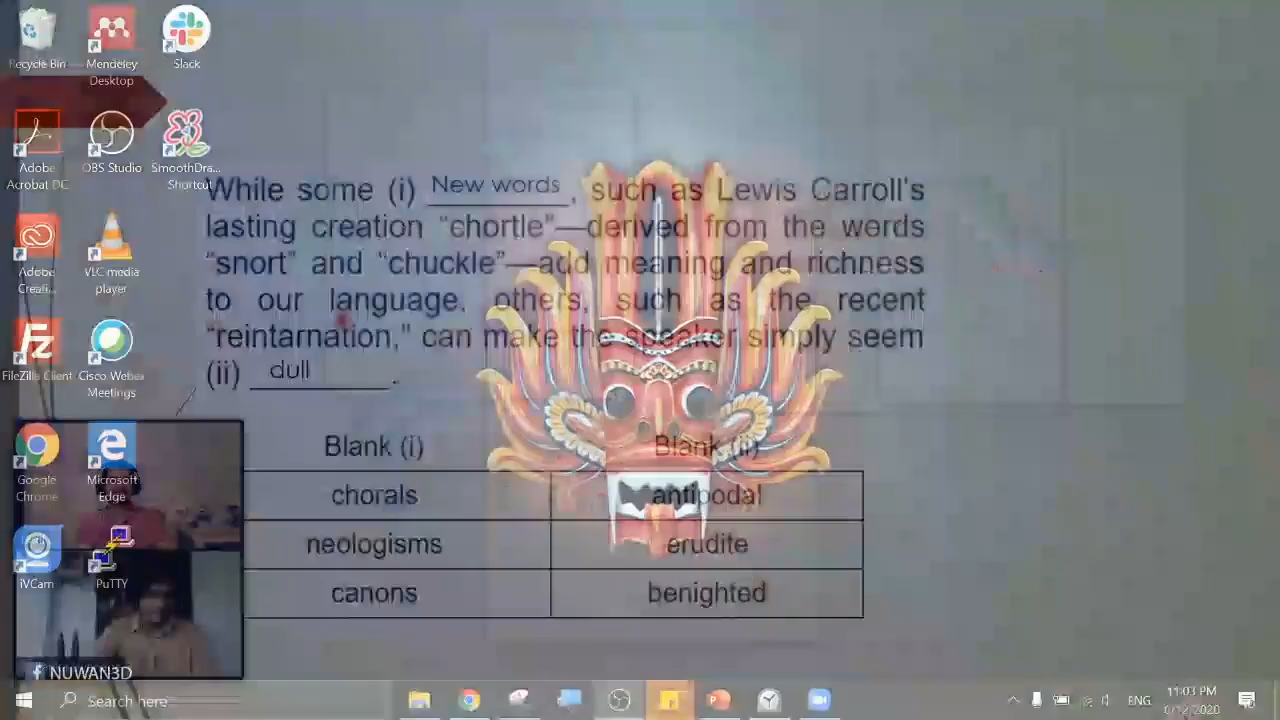 Recycle Bin
Mendeley
Desktop
Slack
Adobe
Acrobat DC
OBS Studio
SmoothDra...
Shortcut
While some (i) New words, such as Lewis Carroll's
lasting creation “chortle”—derived from the words
“snort” and “chuckle”—add meaning and richness
to our language, others, such as the recent
“reintarnation,” can make the speaker simply seem
(ii) dull.
Adobe
Creati...
VLC media
player
FileZilla Client
Cisco Webex
Meetings
Google
Chrome
Microsoft
Edge
iVCam
PuTTY
Blank (i) Blank (ii)
chorals antipodal
neologisms erudite
canons benighted
f NUWAN3D
Search here
ENG
11:03 PM